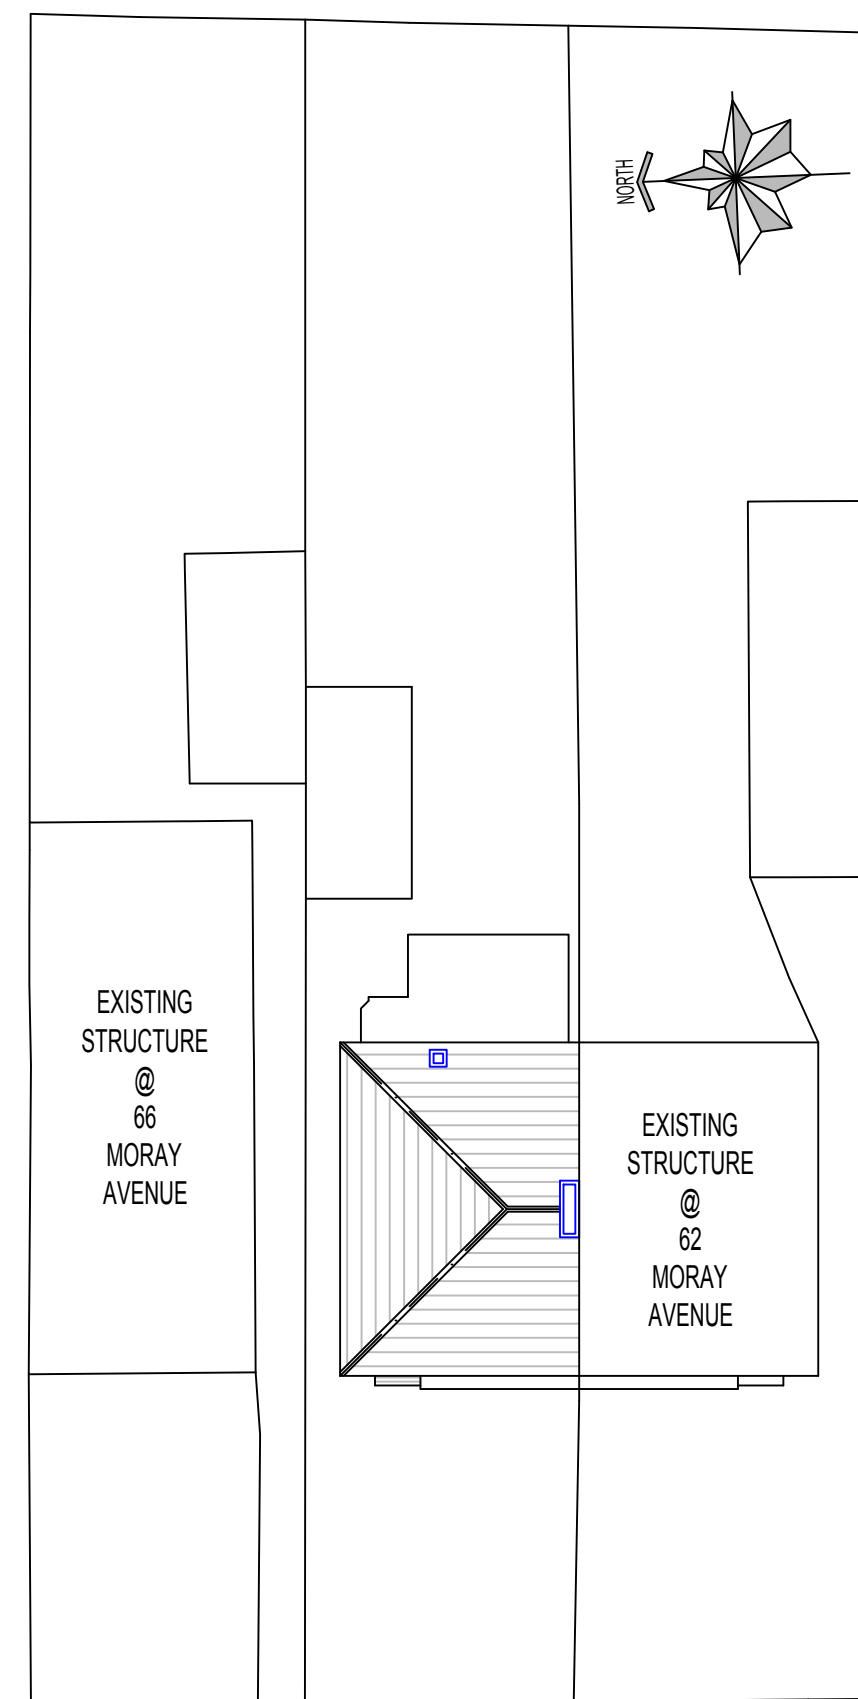 NORTH
EXISTING
STRUCTURE
@
66
MORAY
AVENUE
EXISTING
STRUCTURE
@
62
MORAY
AVENUE